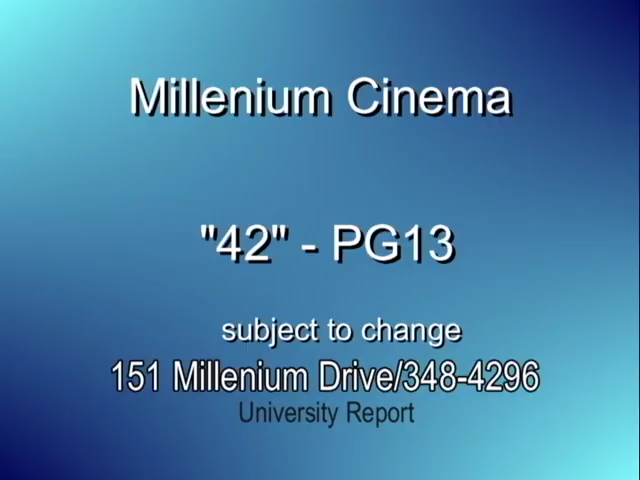 Millenium Cinema
"42" - PG13
subject to change
151 Millenium Drive/348-4296
University Report